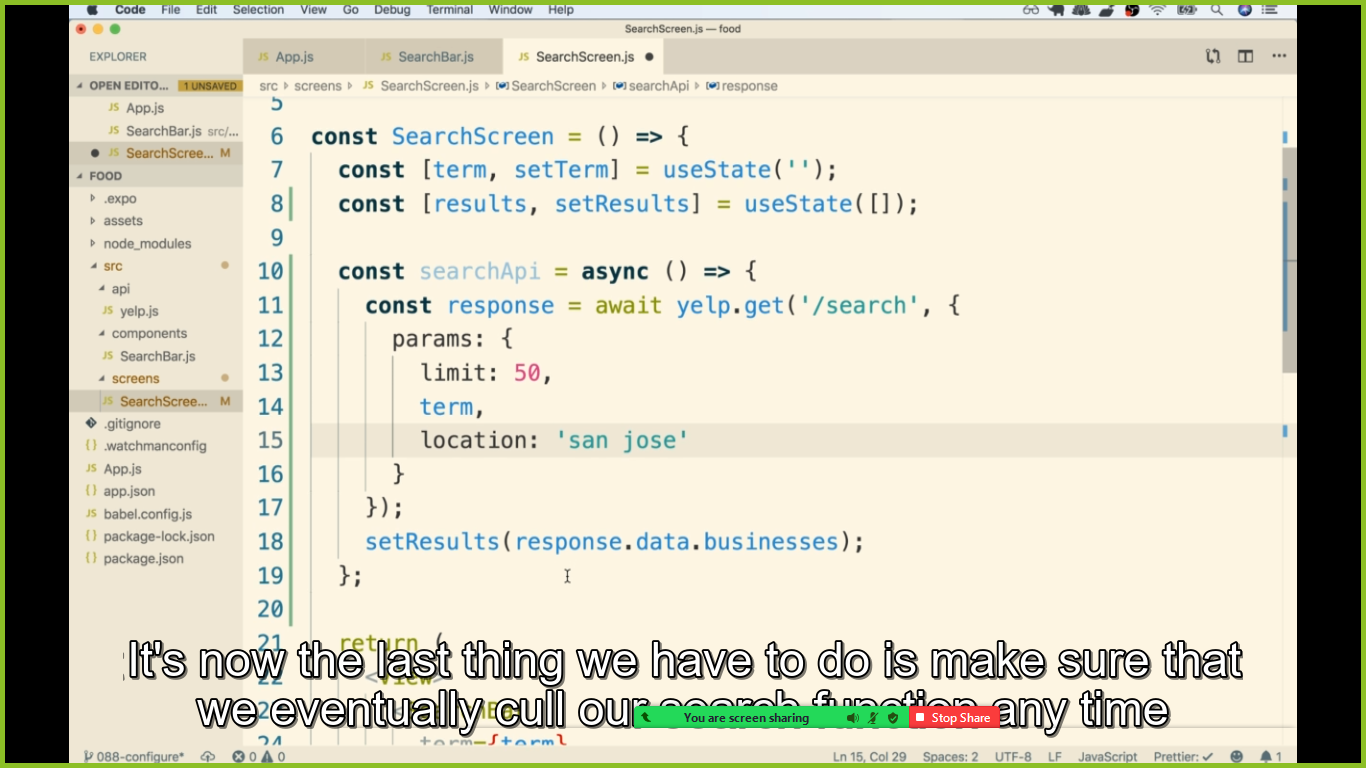 Code File Edit Selection View Go Debug Terminal Window Help
SearchScreen.js — food
EXPLORER
JS App.js JS SearchBar.js JS SearchScreen.js
OPEN EDITO... 1 UNSAVED
src screens JS SearchScreen.js SearchScreen searchApi response
JS App.js
JS SearchBar.js src/...
JS SearchScree... M
FOOD
.expo
assets
node_modules
src
api
JS yelp.js
components
JS SearchBar.js
screens
JS SearchScree... M
.gitignore
{} .watchmanconfig
JS App.js
{} app.json
JS babel.config.js
{} package-lock.json
{} package.json
5
6 const SearchScreen = () => {
7 const [term, setTerm] = useState('');
8 const [results, setResults] = useState([]);
9
10 const searchApi = async () => {
11 const response = await yelp.get('/search', {
12 params: {
13 limit: 50,
14 term,
15 location: 'san jose'
16 }
17 });
18 setResults(response.data.businesses);
19 };
20
21 return (
22 <View>
24 term={term}
It's now the last thing we have to do is make sure that
we eventually cull our search function any time
You are screen sharing Stop Share
088-configure* 0 0 Ln 15, Col 29 Spaces: 2 UTF-8 LF JavaScript Prettier: ✓ 1